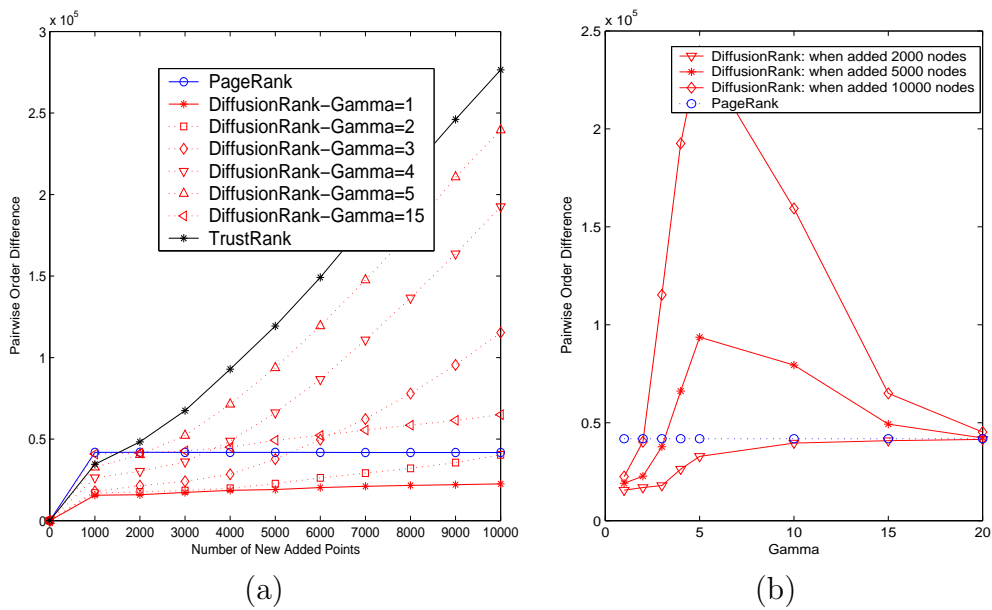 x 10⁵
3
2.5
2
1.5
1
0.5
0
0 1000 2000 3000 4000 5000 6000 7000 8000 9000 10000
Number of New Added Points
Pairwise Order Difference
PageRank
DiffusionRank−Gamma=1
DiffusionRank−Gamma=2
DiffusionRank−Gamma=3
DiffusionRank−Gamma=4
DiffusionRank−Gamma=5
DiffusionRank−Gamma=15
TrustRank
(a)
x 10⁵
2.5
2
1.5
1
0.5
0
0 5 10 15 20
Gamma
Pairwise Order Difference
DiffusionRank: when added 2000 nodes
DiffusionRank: when added 5000 nodes
DiffusionRank: when added 10000 nodes
PageRank
(b)